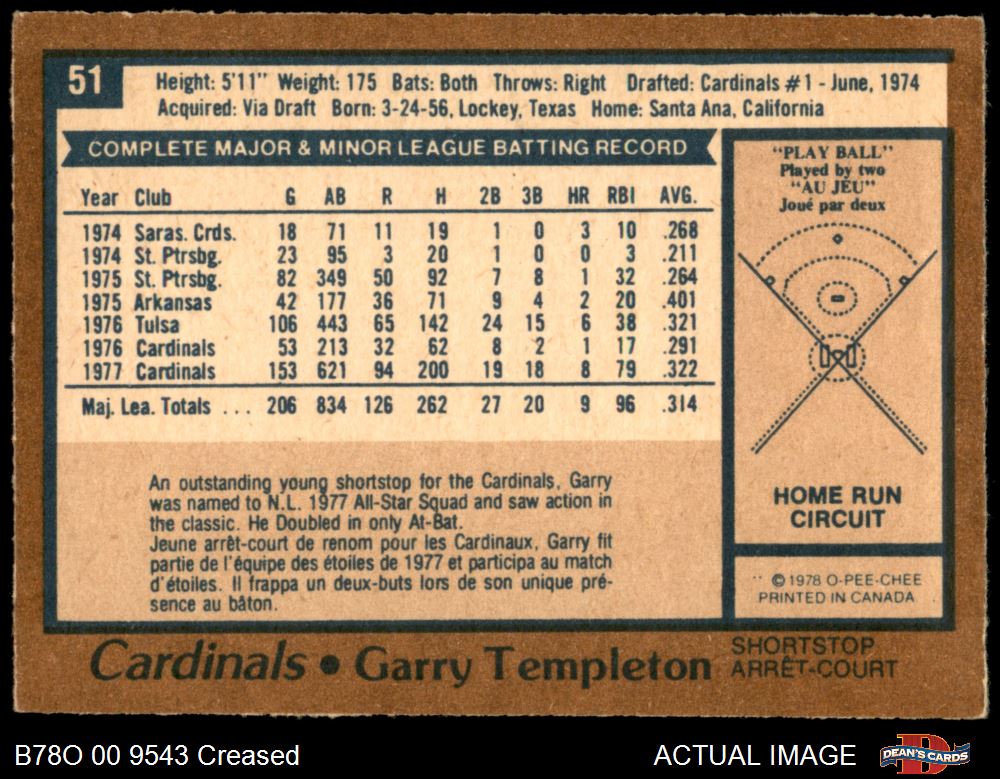 51
Height: 5'11" Weight: 175 Bats: Both Throws: Right Drafted: Cardinals #1 - June, 1974
Acquired: Via Draft Born: 3-24-56, Lockey, Texas Home: Santa Ana, California
COMPLETE MAJOR & MINOR LEAGUE BATTING RECORD
Year Club G AB R H 2B 3B HR RBI AVG.
1974 Saras. Crds. 18 71 11 19 1 0 3 10 .268
1974 St. Ptrsbg. 23 95 3 20 1 0 0 3 .211
1975 St. Ptrsbg. 82 349 50 92 7 8 1 32 .264
1975 Arkansas 42 177 36 71 9 4 2 20 .401
1976 Tulsa 106 443 65 142 24 15 6 38 .321
1976 Cardinals 53 213 32 62 8 2 1 17 .291
1977 Cardinals 153 621 94 200 19 18 8 79 .322
Maj. Lea. Totals ... 206 834 126 262 27 20 9 96 .314
An outstanding young shortstop for the Cardinals, Garry
was named to N.L. 1977 All-Star Squad and saw action in
the classic. He Doubled in only At-Bat.
Jeune arrêt-court de renom pour les Cardinaux, Garry fit
partie de l'équipe des étoiles de 1977 et participa au match
d'étoiles. Il frappa un deux-buts lors de son unique pré-
sence au bâton.
"PLAY BALL"
Played by two
"AU JEU"
Joué par deux
HOME RUN
CIRCUIT
© 1978 O-PEE-CHEE
PRINTED IN CANADA
Cardinals • Garry Templeton
SHORTSTOP
ARRÊT-COURT
B78O 00 9543 Creased
ACTUAL IMAGE
DEAN'S CARDS